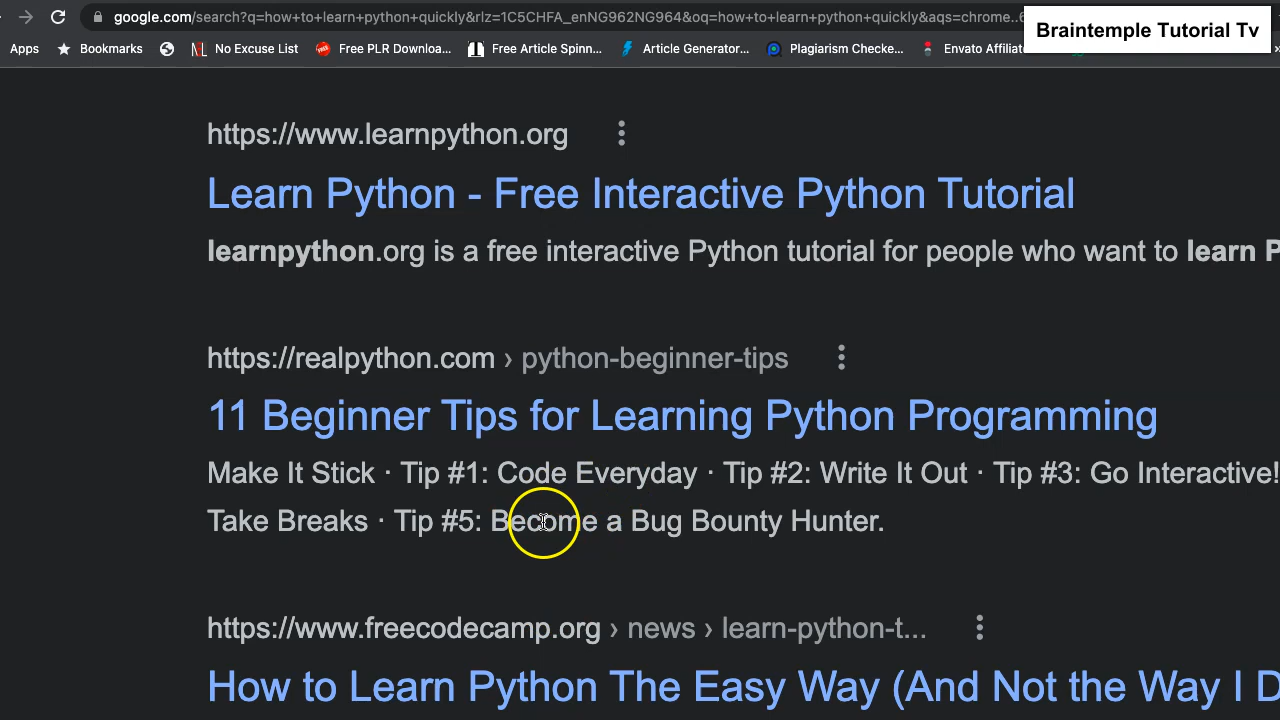 google.com/search?q=how+to+learn+python+quickly&rlz=1C5CHFA_enNG962NG964&oq=how+to+learn+python+quickly&aqs=chrome..6
Braintemple Tutorial Tv
Apps Bookmarks No Excuse List Free PLR Downloa... Free Article Spinn... Article Generator... Plagiarism Checke... Envato Affiliate
https://www.learnpython.org
Learn Python - Free Interactive Python Tutorial
learnpython.org is a free interactive Python tutorial for people who want to learn P
https://realpython.com › python-beginner-tips
11 Beginner Tips for Learning Python Programming
Make It Stick · Tip #1: Code Everyday · Tip #2: Write It Out · Tip #3: Go Interactive!
Take Breaks · Tip #5: Become a Bug Bounty Hunter.
https://www.freecodecamp.org › news › learn-python-t...
How to Learn Python The Easy Way (And Not the Way I D